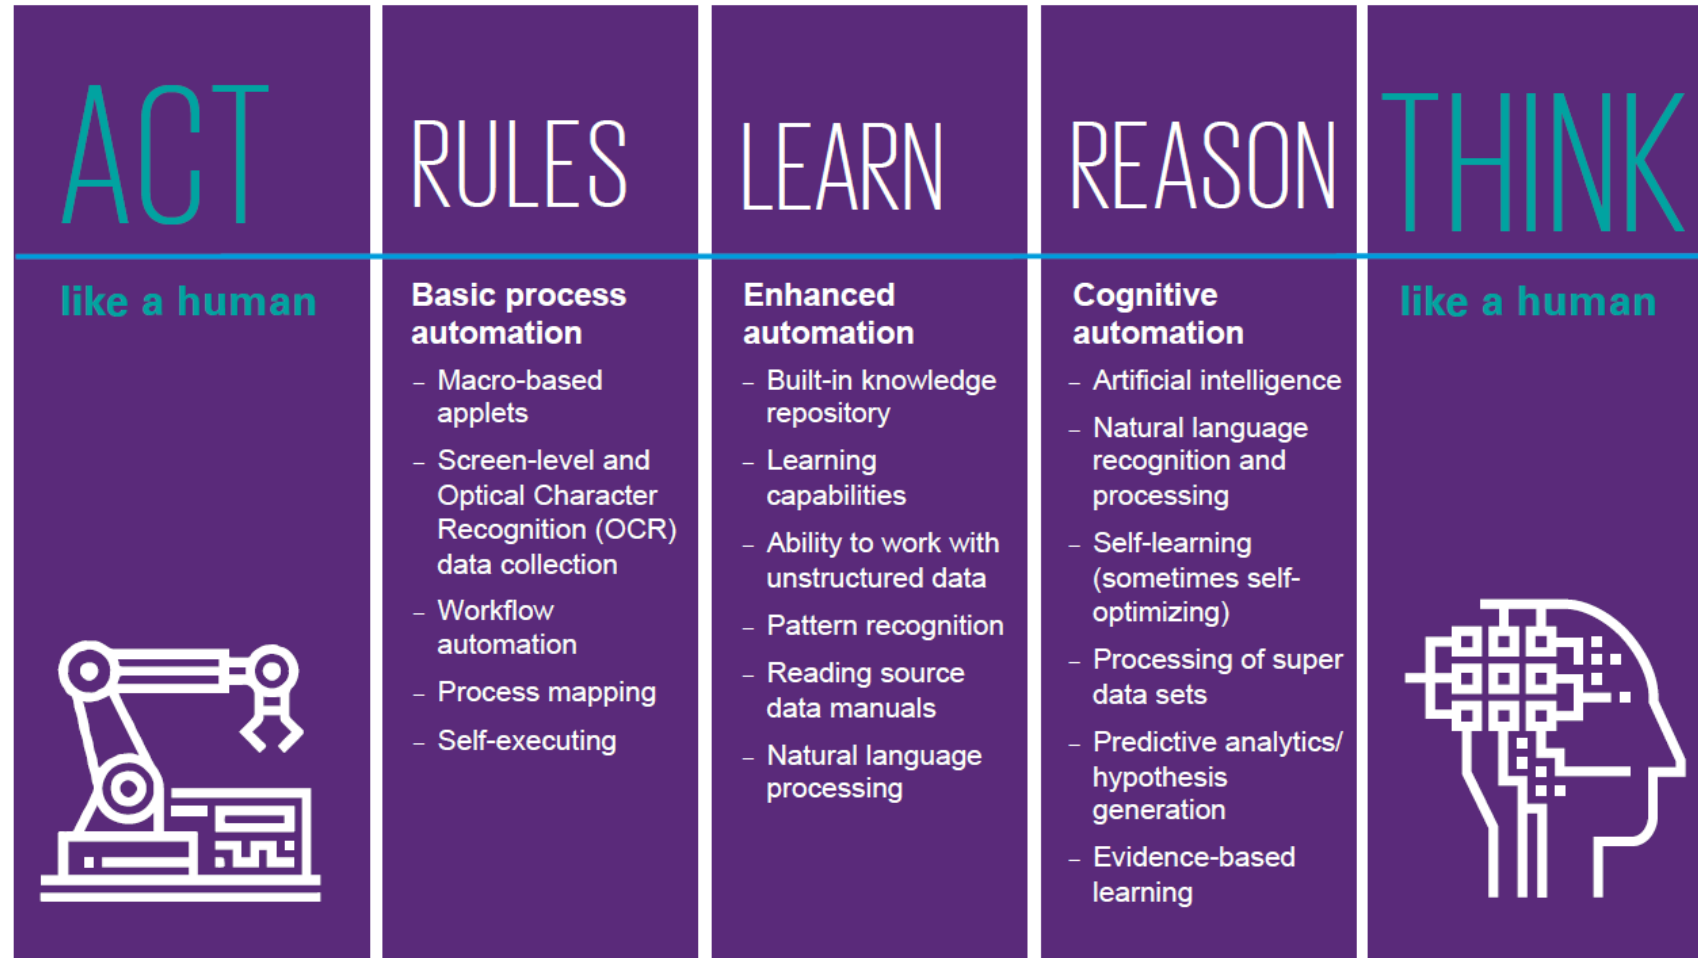 ACT
like a human
RULES
Basic process
automation
– Macro-based
applets
– Screen-level and
Optical Character
Recognition (OCR)
data collection
– Workflow
automation
– Process mapping
– Self-executing
LEARN
Enhanced
automation
– Built-in knowledge
repository
– Learning
capabilities
– Ability to work with
unstructured data
– Pattern recognition
– Reading source
data manuals
– Natural language
processing
REASON
Cognitive
automation
– Artificial intelligence
– Natural language
recognition and
processing
– Self-learning
(sometimes self-
optimizing)
– Processing of super
data sets
– Predictive analytics/
hypothesis
generation
– Evidence-based
learning
THINK
like a human